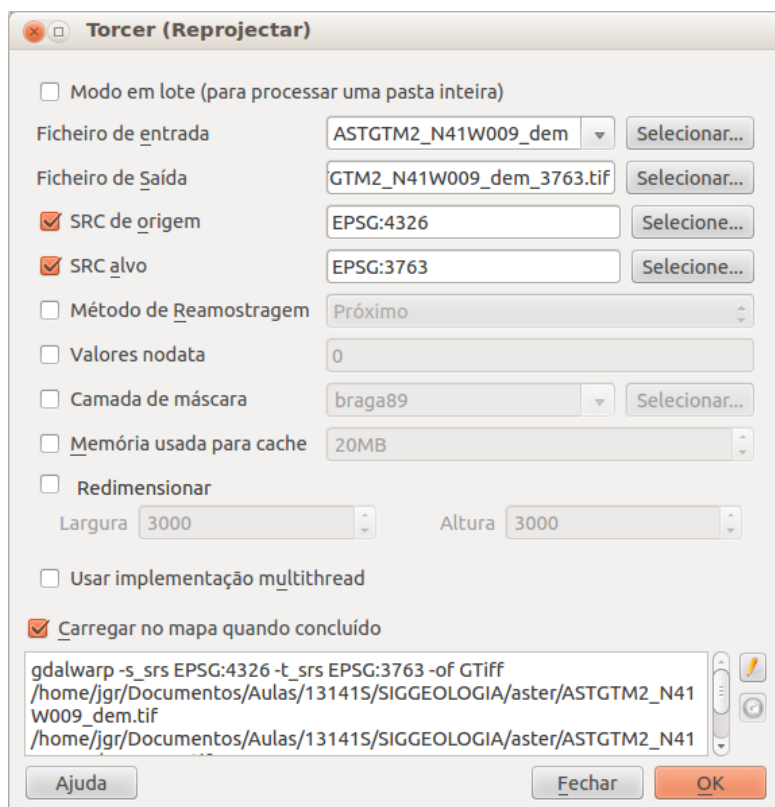 Torcer (Reprojectar)
Modo em lote (para processar uma pasta inteira)
Ficheiro de entrada ASTGTM2_N41W009_dem Selecionar...
Ficheiro de Saída GTM2_N41W009_dem_3763.tif Selecionar...
SRC de origem EPSG:4326 Selecione...
SRC alvo EPSG:3763 Selecione...
Método de Reamostragem Próximo
Valores nodata 0
Camada de máscara braga89 Selecionar...
Memória usada para cache 20MB
Redimensionar
Largura 3000 Altura 3000
Usar implementação multithread
Carregar no mapa quando concluído
gdalwarp -s_srs EPSG:4326 -t_srs EPSG:3763 -of GTiff
/home/jgr/Documentos/Aulas/13141S/SIGGEOLOGIA/aster/ASTGTM2_N41
W009_dem.tif
/home/jgr/Documentos/Aulas/13141S/SIGGEOLOGIA/aster/ASTGTM2_N41
Ajuda Fechar OK